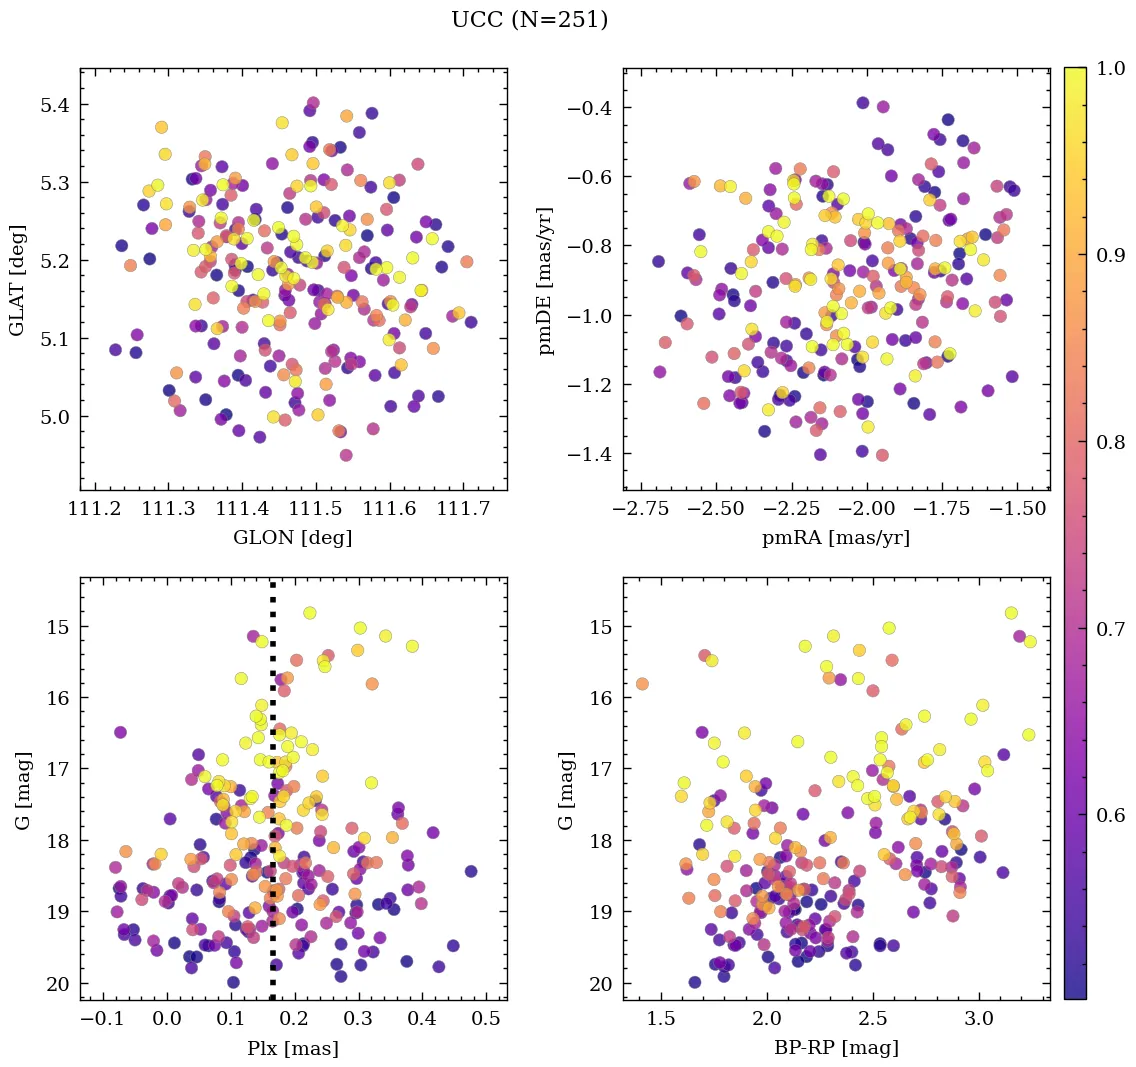 UCC (N=251)
5.4
5.3
5.2
5.1
5.0
GLAT [deg]
111.2 111.3 111.4 111.5 111.6 111.7
GLON [deg]
−0.4
−0.6
−0.8
−1.0
−1.2
−1.4
pmDE [mas/yr]
−2.75 −2.50 −2.25 −2.00 −1.75 −1.50
pmRA [mas/yr]
1.0
0.9
0.8
0.7
0.6
15
16
17
18
19
20
G [mag]
−0.1 0.0 0.1 0.2 0.3 0.4 0.5
Plx [mas]
15
16
17
18
19
20
G [mag]
1.5 2.0 2.5 3.0
BP-RP [mag]